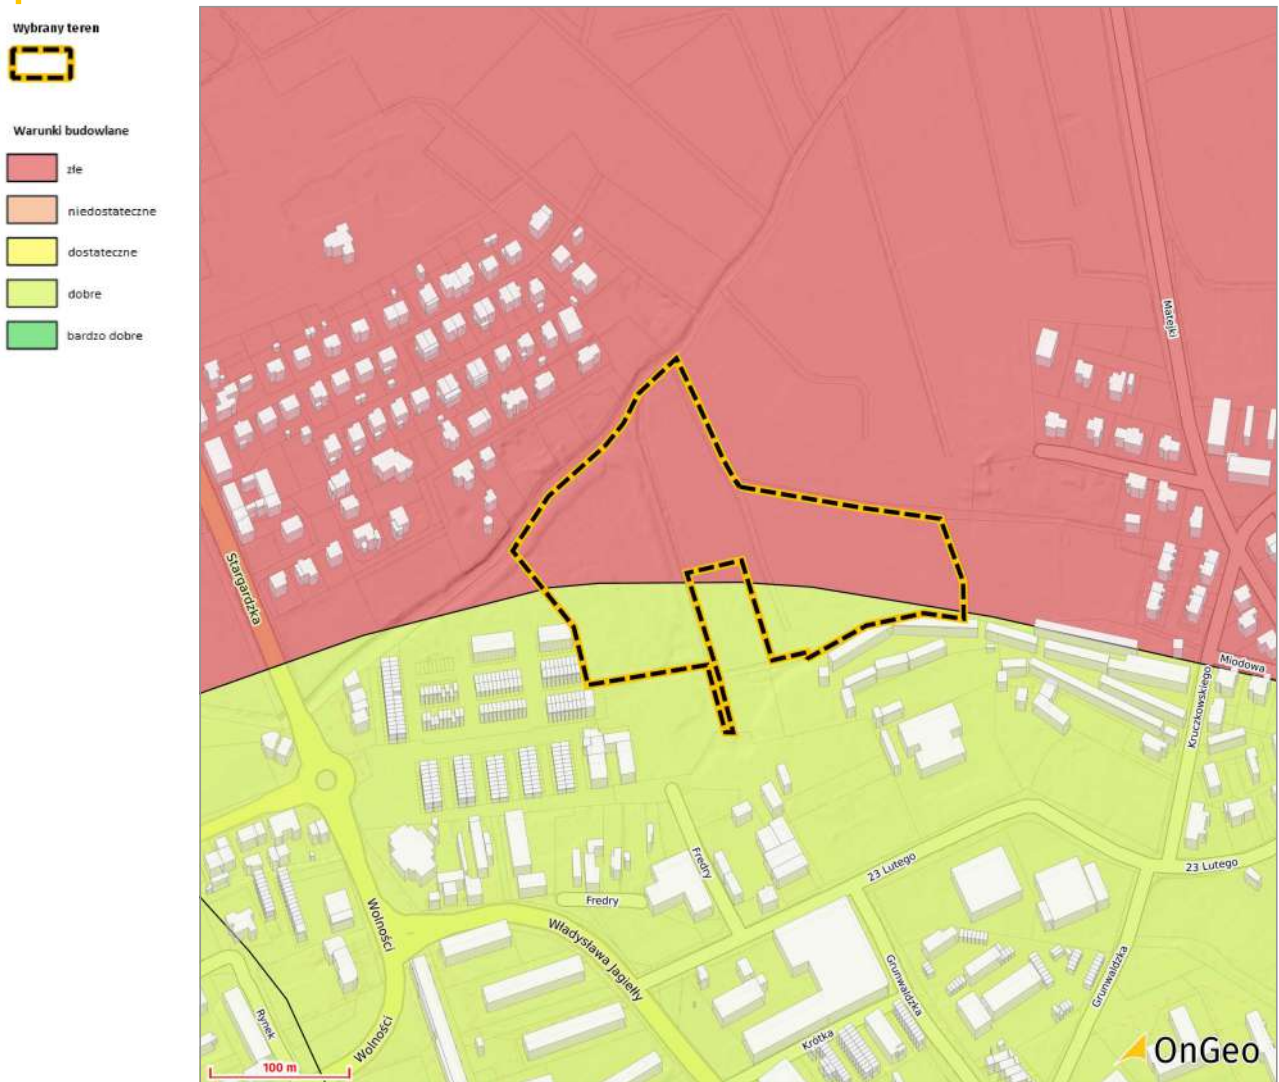 Wybrany teren
Warunki budowlane
złe
niedostateczne
dostateczne
dobre
bardzo dobre
Matejki
Stargardzka
Miodowa
Kruczkowskiego
Fredry
23 Lutego
23 Lutego
Fredry
Wolności
Władysława Jagiełły
Grunwaldzka
Grunwaldzka
Rynek
Wolności
Krótka
100 m
OnGeo